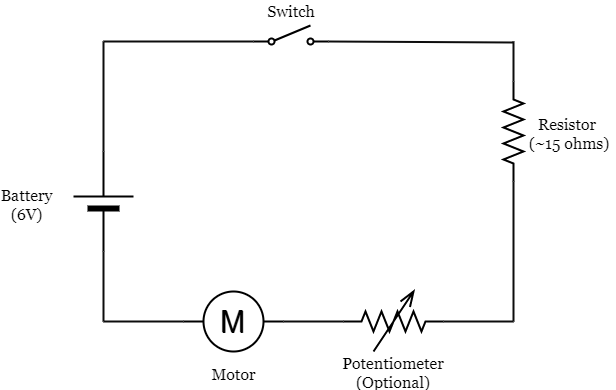 Switch
Resistor
(~15 ohms)
Battery
(6V)
M
Motor
Potentiometer
(Optional)